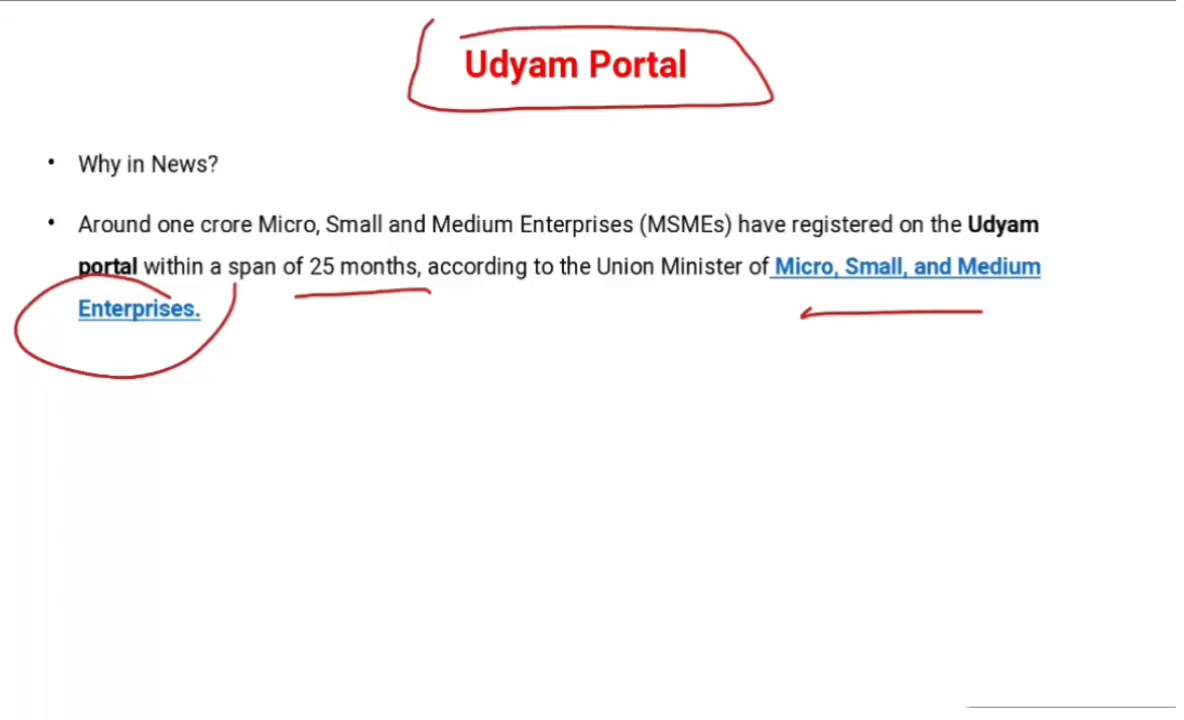 Udyam Portal
• Why in News?
• Around one crore Micro, Small and Medium Enterprises (MSMEs) have registered on the Udyam
portal within a span of 25 months, according to the Union Minister of Micro, Small, and Medium
Enterprises.